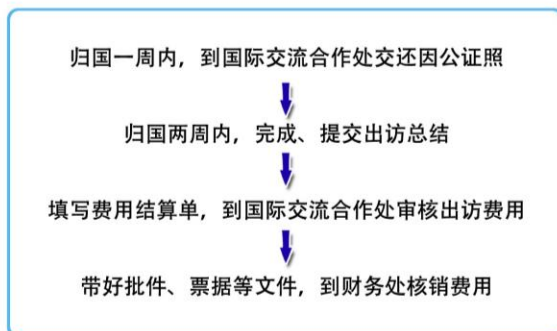 归国一周内，到国际交流合作处交还因公证照
归国两周内，完成、提交出访总结
填写费用结算单，到国际交流合作处审核出访费用
带好批件、票据等文件，到财务处核销费用